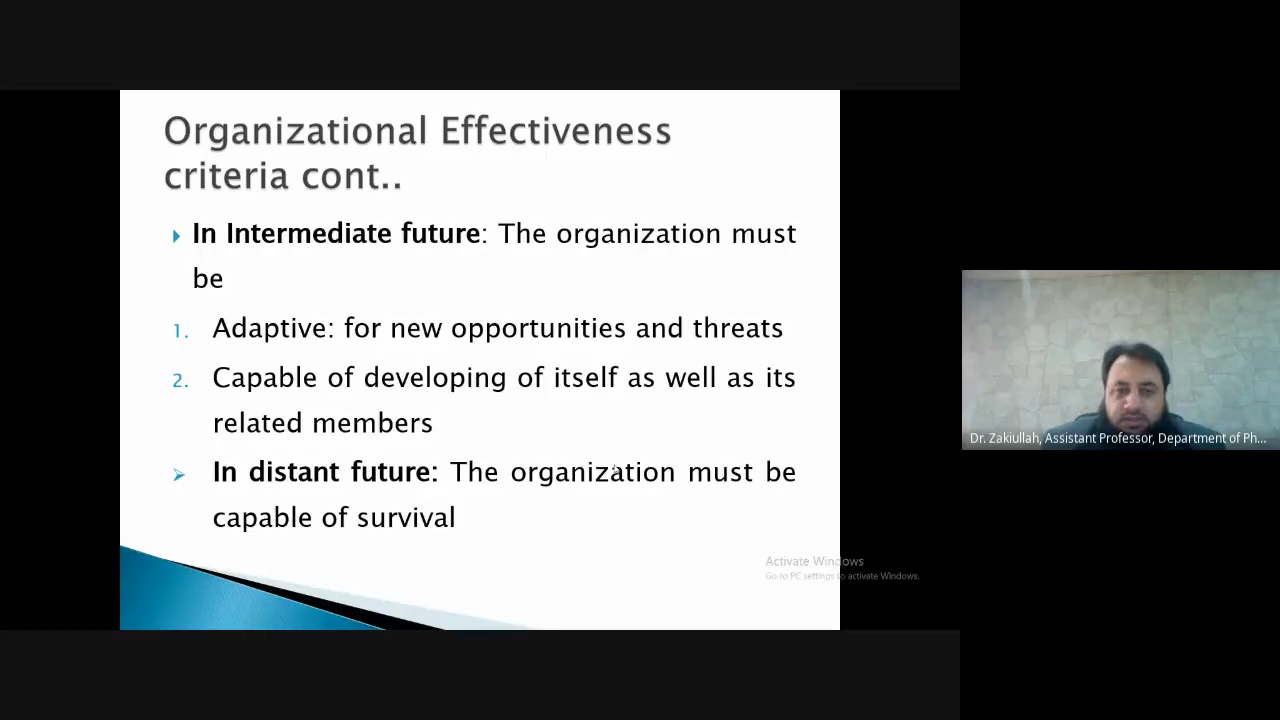 Organizational Effectiveness
criteria cont..
In Intermediate future: The organization must
be
1. Adaptive: for new opportunities and threats
2. Capable of developing of itself as well as its
related members
In distant future: The organization must be
capable of survival
Activate Windows
Go to PC settings to activate Windows.
Dr. Zakiullah, Assistant Professor, Department of Ph...